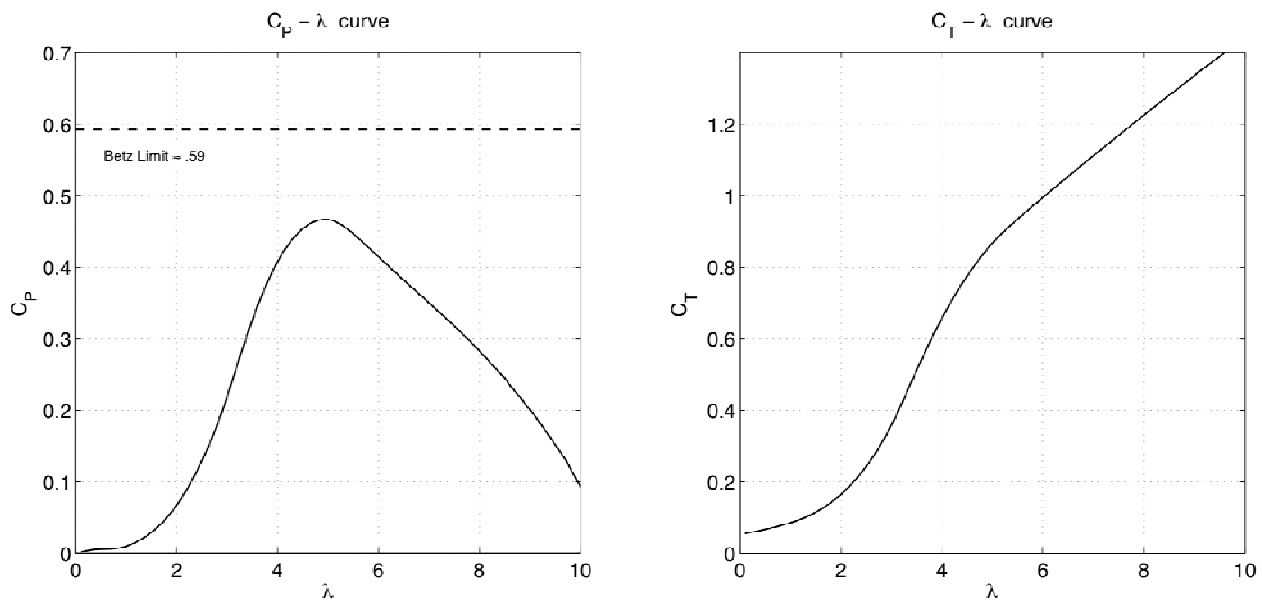 C_P − λ curve
0.7
0.6
Betz Limit = .59
0.5
0.4
C_P
0.3
0.2
0.1
0
0 2 4 6 8 10
λ
C_T − λ curve
1.2
1
0.8
C_T
0.6
0.4
0.2
0
0 2 4 6 8 10
λ